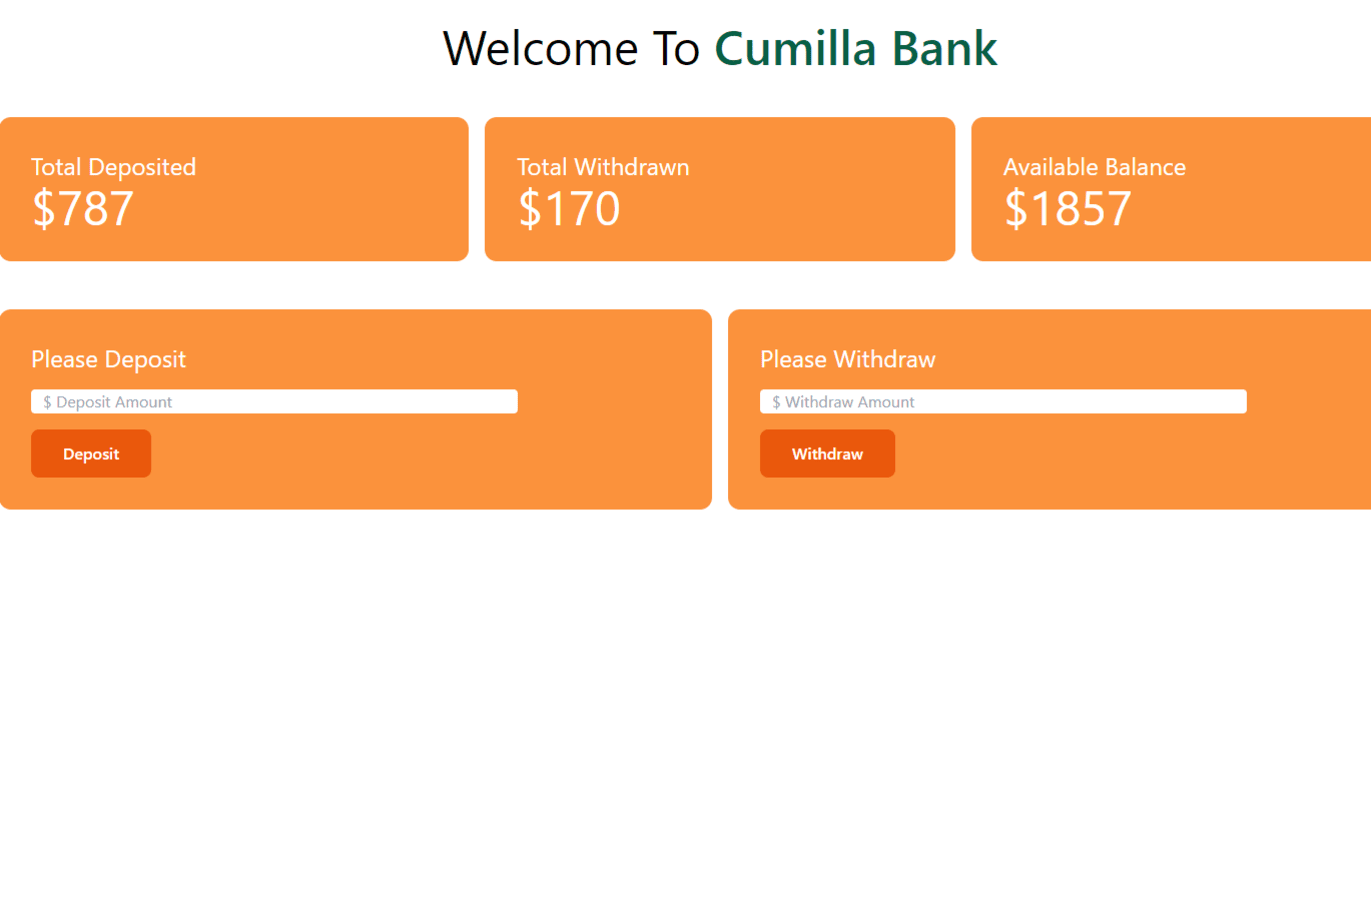 Welcome To Cumilla Bank
Total Deposited
$787
Total Withdrawn
$170
Available Balance
$1857
Please Deposit
$ Deposit Amount
Deposit
Please Withdraw
$ Withdraw Amount
Withdraw